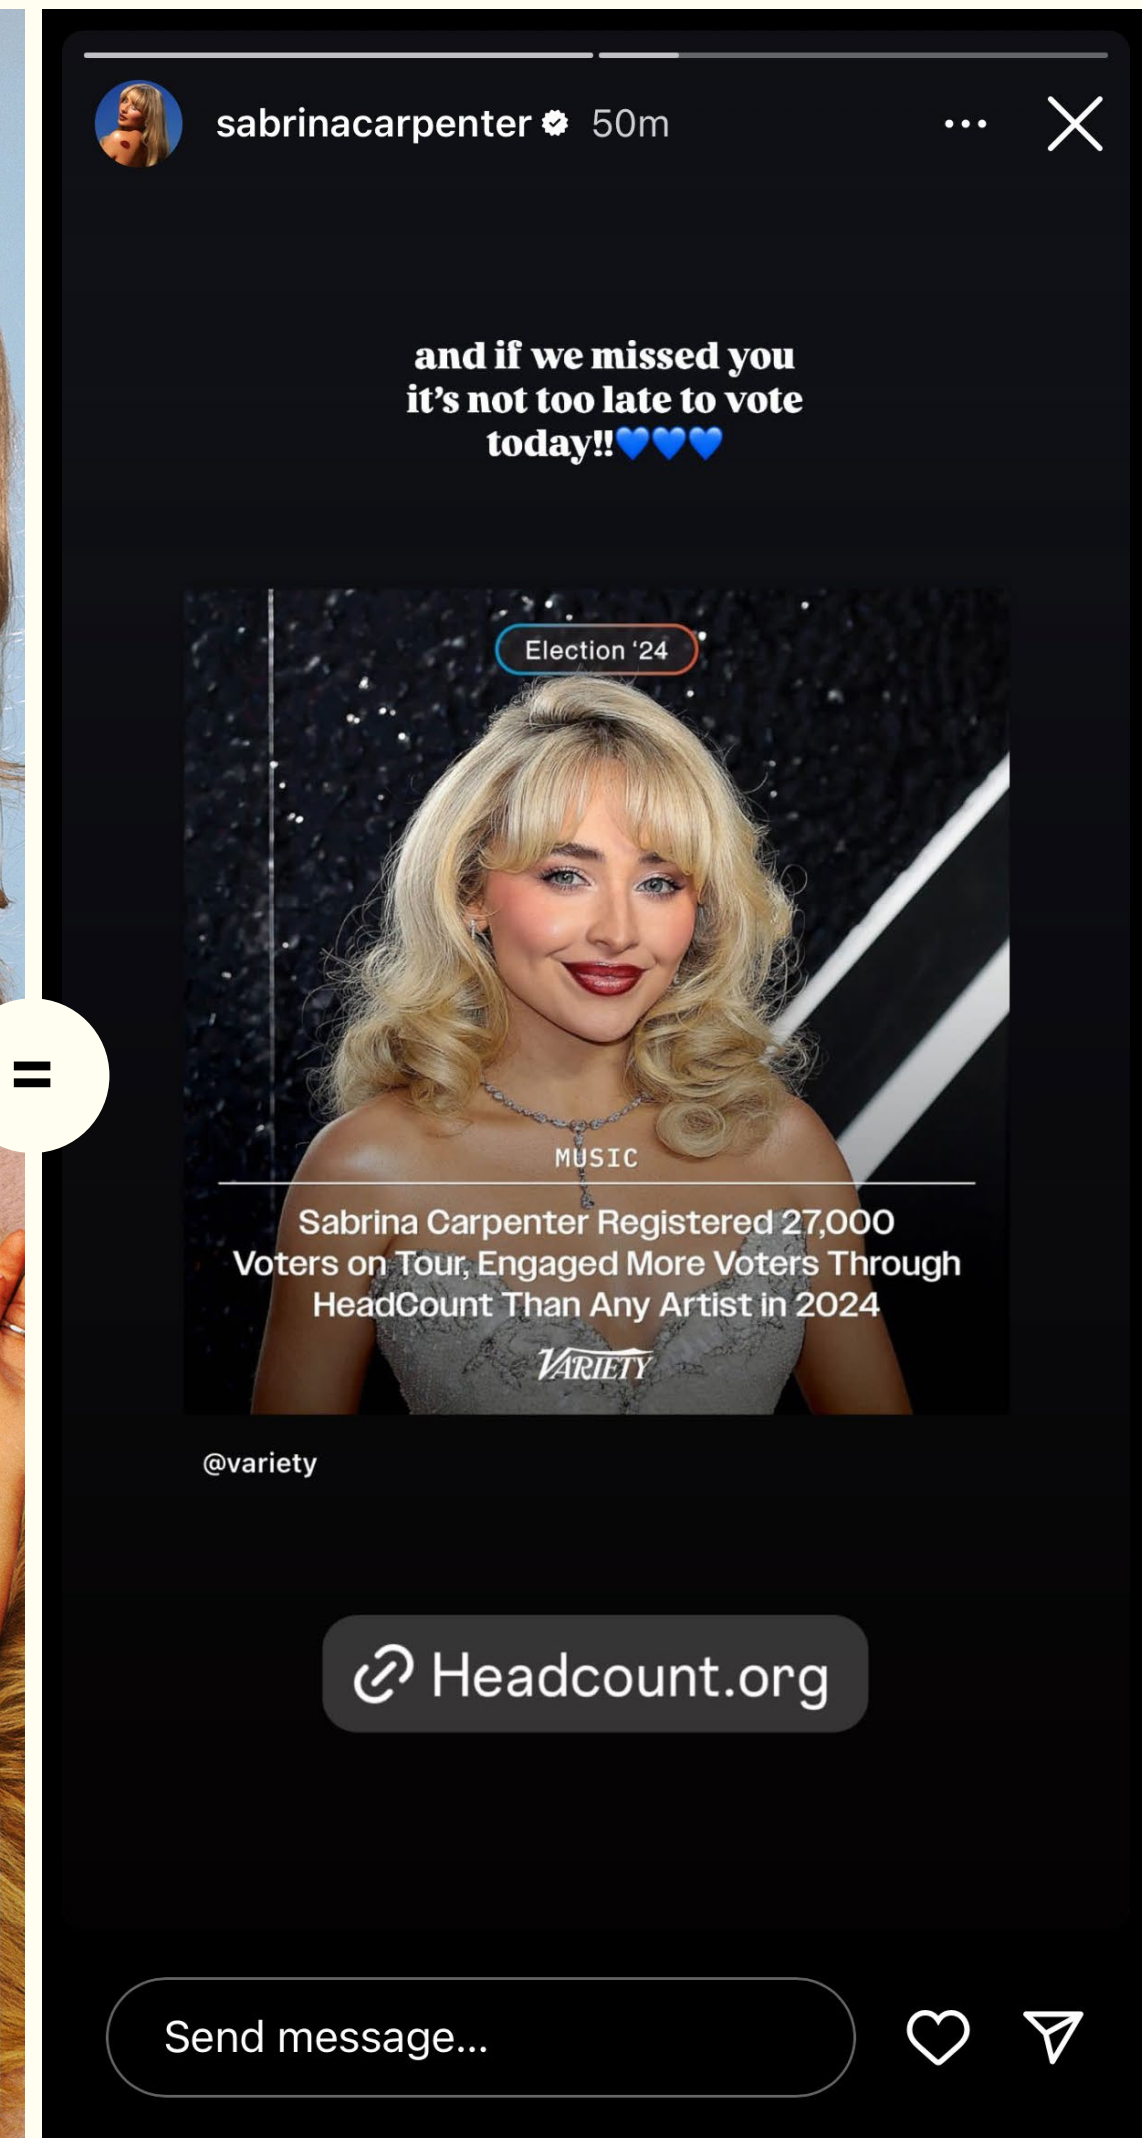 sabrinacarpenter 50m
and if we missed you
it's not too late to vote
today!!💙💙💙
Election '24
=
MUSIC
Sabrina Carpenter Registered 27,000
Voters on Tour, Engaged More Voters Through
HeadCount Than Any Artist in 2024
VARIETY
@variety
Headcount.org
Send message...